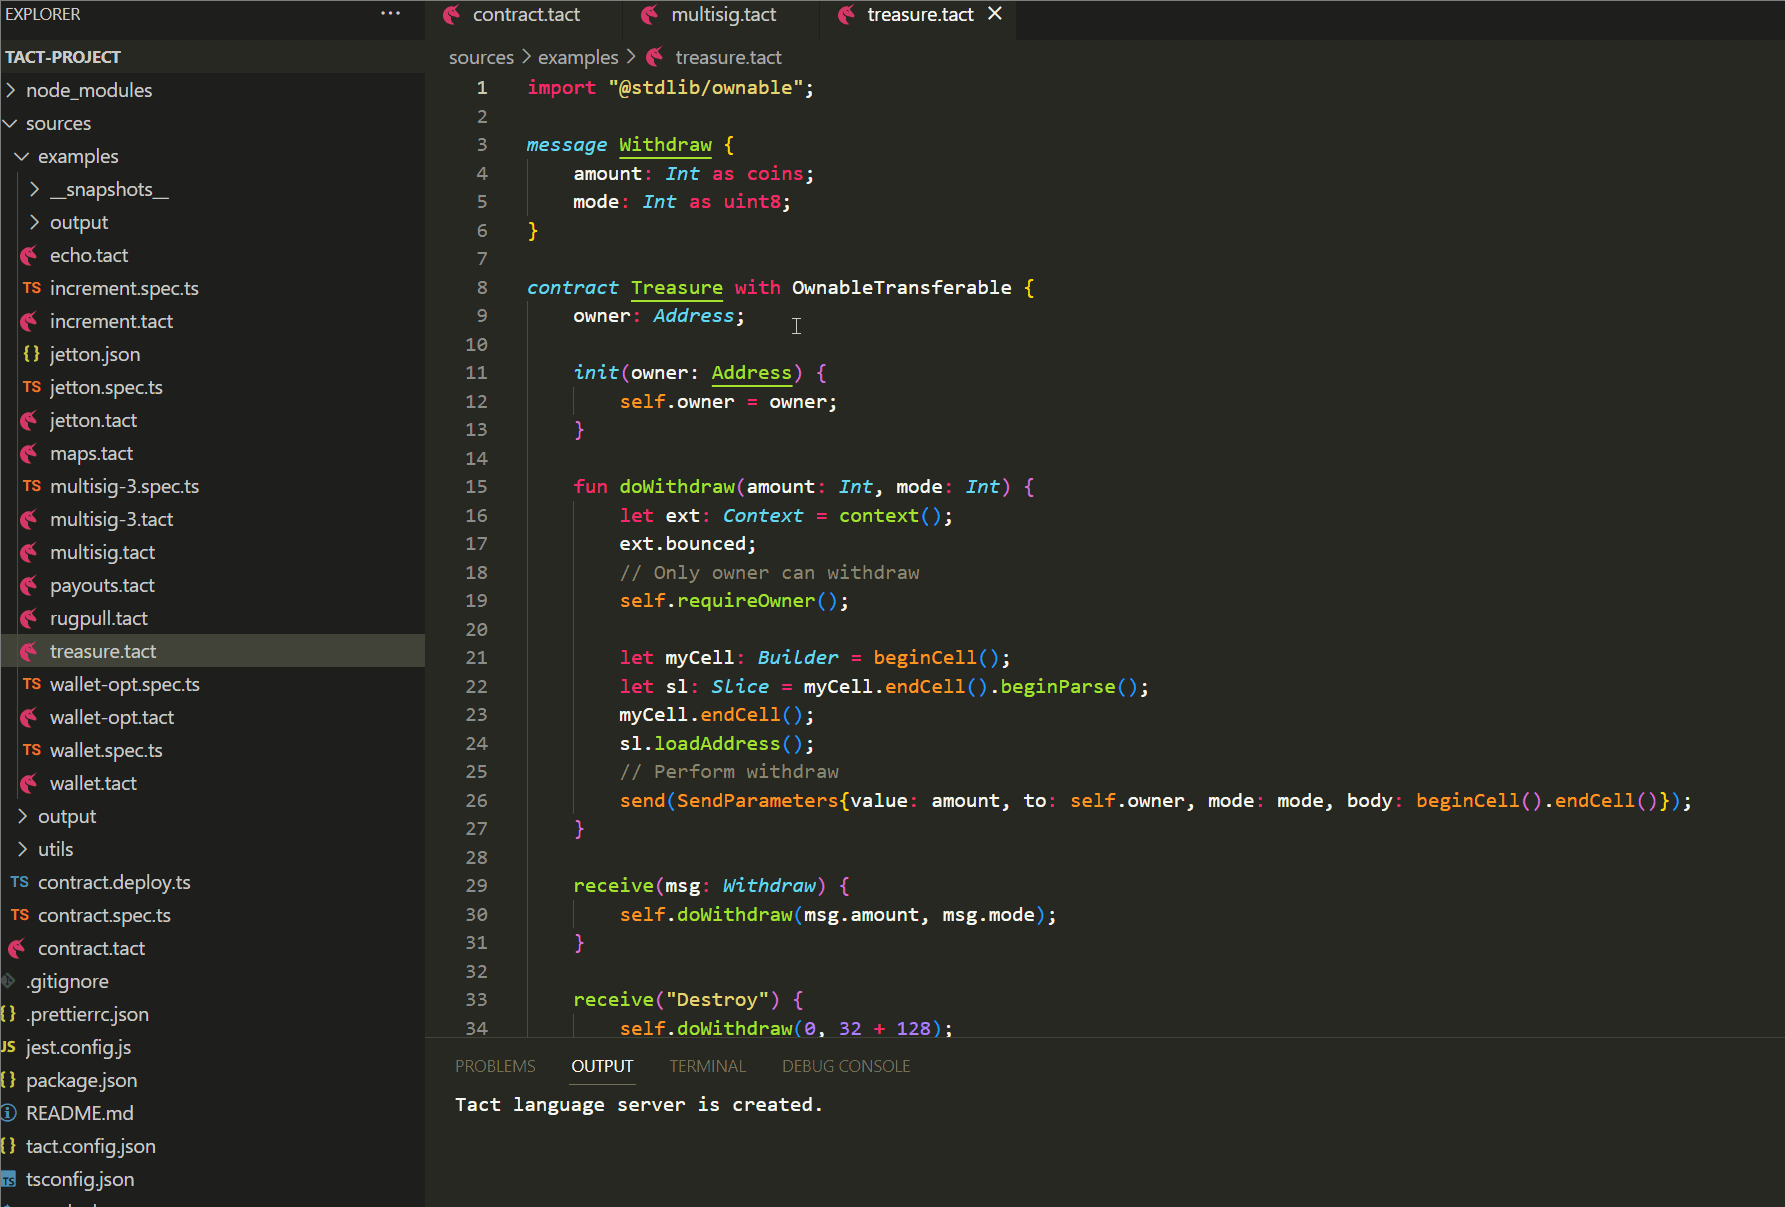 EXPLORER ...
TACT-PROJECT
node_modules
sources
examples
__snapshots__
output
echo.tact
TS increment.spec.ts
increment.tact
{} jetton.json
TS jetton.spec.ts
jetton.tact
maps.tact
TS multisig-3.spec.ts
multisig-3.tact
multisig.tact
payouts.tact
rugpull.tact
treasure.tact
TS wallet-opt.spec.ts
wallet-opt.tact
TS wallet.spec.ts
wallet.tact
output
utils
TS contract.deploy.ts
TS contract.spec.ts
contract.tact
.gitignore
{} .prettierrc.json
JS jest.config.js
{} package.json
README.md
{} tact.config.json
TS tsconfig.json
contract.tact multisig.tact treasure.tact ×
sources > examples > treasure.tact
1 import "@stdlib/ownable";
2
3 message Withdraw {
4     amount: Int as coins;
5     mode: Int as uint8;
6 }
7
8 contract Treasure with OwnableTransferable {
9     owner: Address;
10
11     init(owner: Address) {
12         self.owner = owner;
13     }
14
15     fun doWithdraw(amount: Int, mode: Int) {
16         let ext: Context = context();
17         ext.bounced;
18         // Only owner can withdraw
19         self.requireOwner();
20
21         let myCell: Builder = beginCell();
22         let sl: Slice = myCell.endCell().beginParse();
23         myCell.endCell();
24         sl.loadAddress();
25         // Perform withdraw
26         send(SendParameters{value: amount, to: self.owner, mode: mode, body: beginCell().endCell()});
27     }
28
29     receive(msg: Withdraw) {
30         self.doWithdraw(msg.amount, msg.mode);
31     }
32
33     receive("Destroy") {
34         self.doWithdraw(0, 32 + 128);
PROBLEMS OUTPUT TERMINAL DEBUG CONSOLE
Tact language server is created.